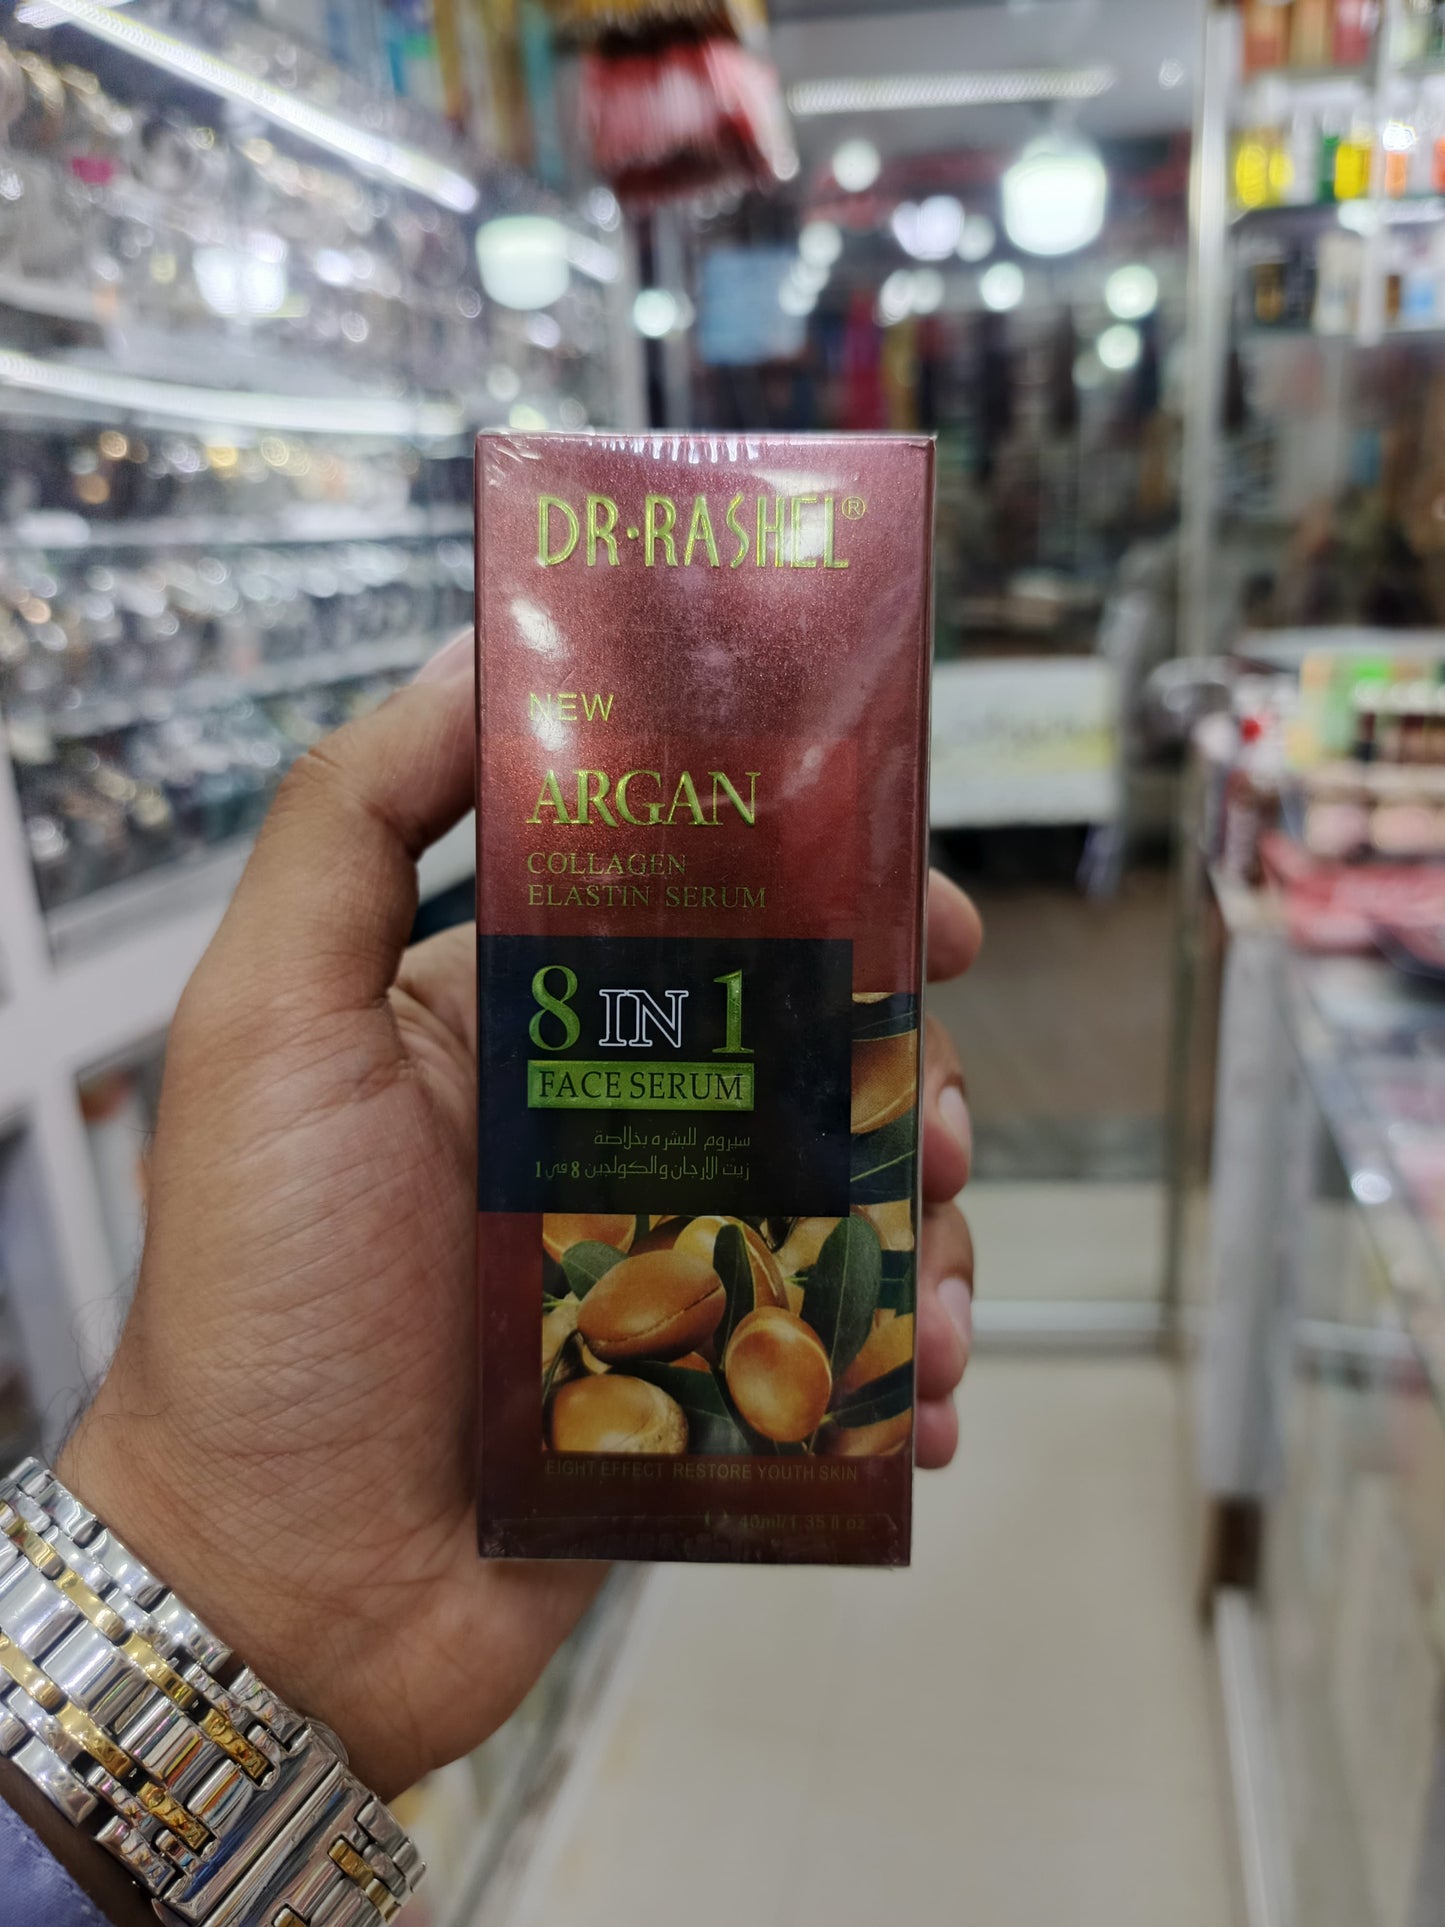 DR·RASHEL®
NEW
ARGAN
COLLAGEN
ELASTIN SERUM
8 IN 1
FACE SERUM
سيروم للبشره بخلاصة
زيت الارجان والكولجين 8 في 1
EIGHT EFFECT RESTORE YOUTH SKIN
40ml/1.35 fl oz